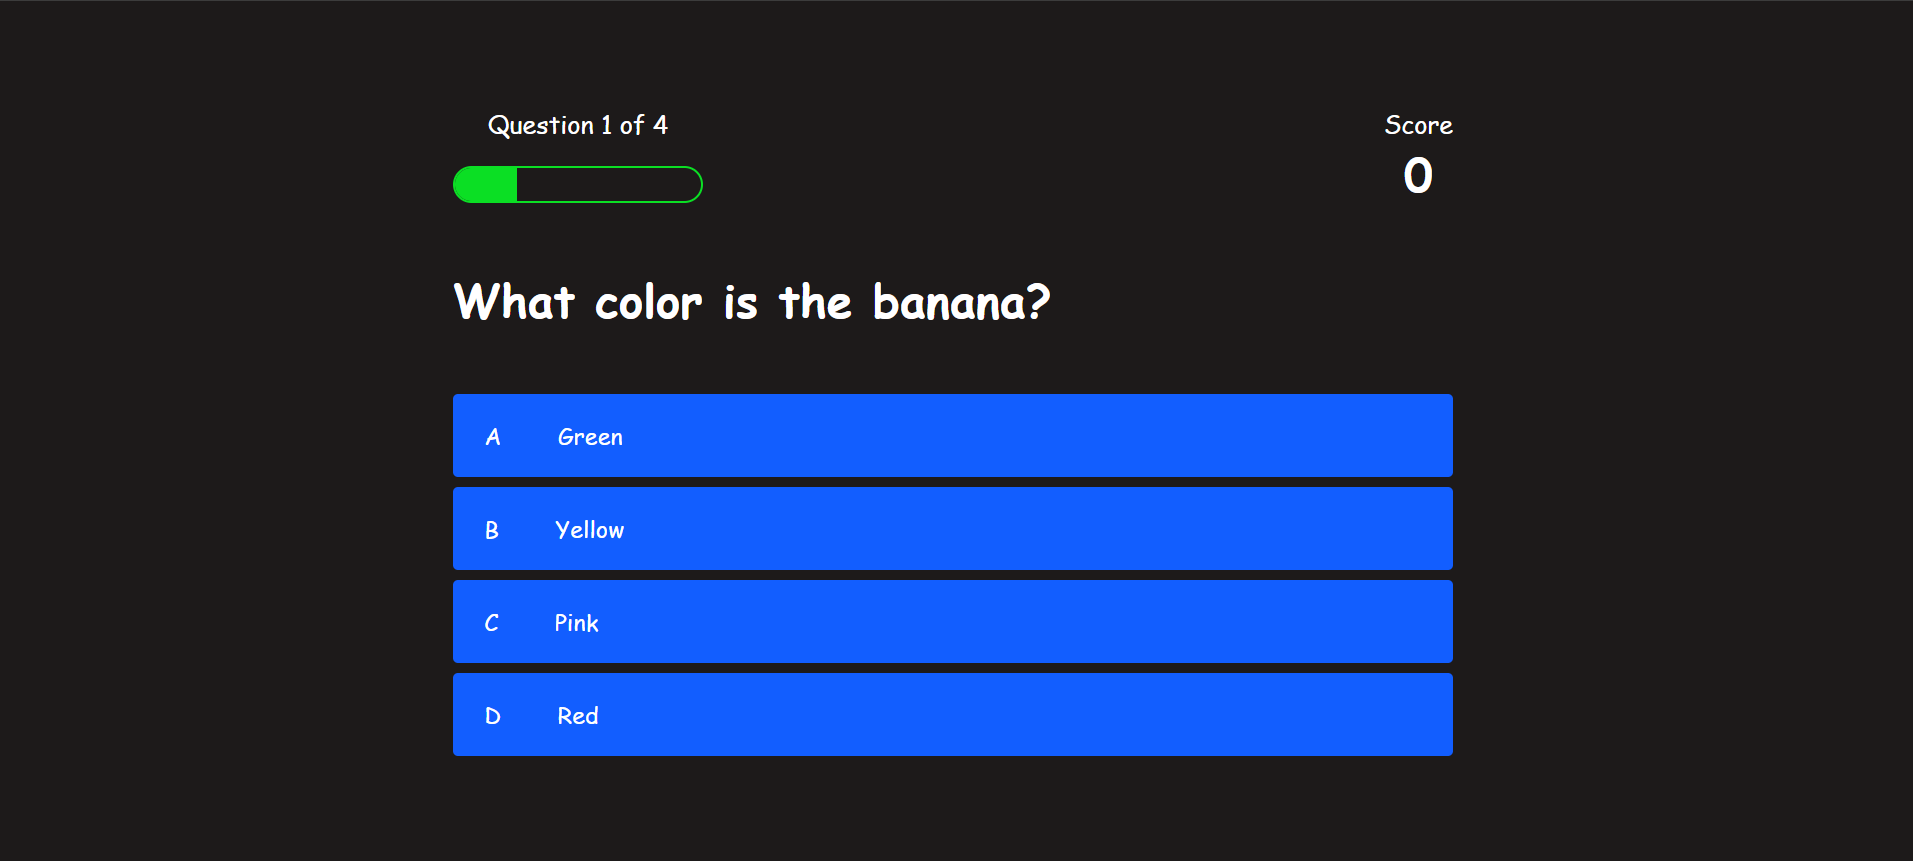 Question 1 of 4
Score
0
What color is the banana?
A Green
B Yellow
C Pink
D Red